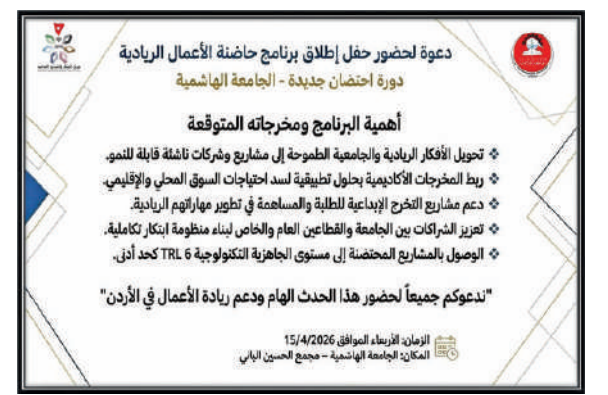 دعوة لحضور حفل إطلاق برنامج حاضنة الأعمال الريادية
دورة احتضان جديدة - الجامعة الهاشمية
أهمية البرنامج ومخرجاته المتوقعة
❖ تحويل الأفكار الريادية والجامعية الطموحة إلى مشاريع وشركات ناشئة قابلة للنمو.
❖ ربط المخرجات الأكاديمية بحلول تطبيقية لسد احتياجات السوق المحلي والإقليمي.
❖ دعم مشاريع التخرج الإبداعية للطلبة والمساهمة في تطوير مهاراتهم الريادية.
❖ تعزيز الشراكات بين الجامعة والقطاعين العام والخاص لبناء منظومة ابتكار تكاملية.
❖ الوصول بالمشاريع المحتضنة إلى مستوى الجاهزية التكنولوجية TRL 6 كحد أدنى.
"ندعوكم جميعاً لحضور هذا الحدث الهام ودعم ريادة الأعمال في الأردن"
الزمان: الأربعاء الموافق 15/4/2026
المكان: الجامعة الهاشمية – مجمع الحسين الباني